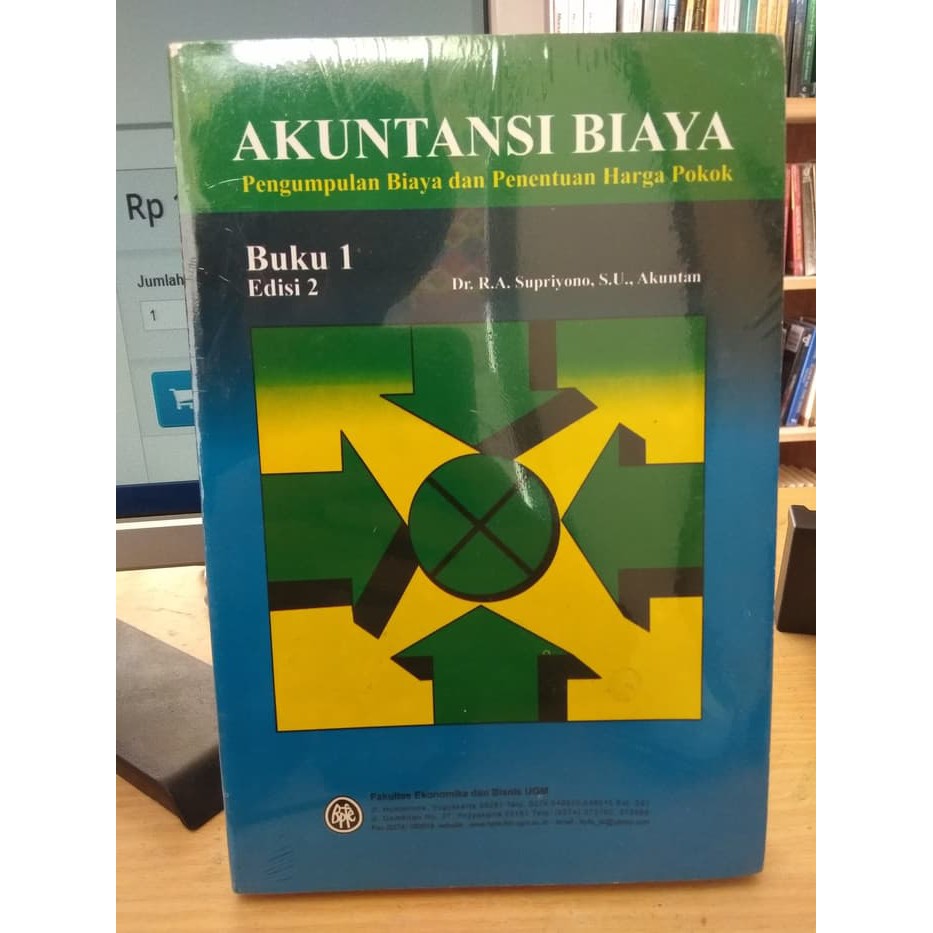 AKUNTANSI BIAYA
Pengumpulan Biaya dan Penentuan Harga Pokok
Buku 1
Edisi 2
Dr. R.A. Supriyono, S.U., Akuntan
Rp
Jumlah
1
Bpfe
Fakultas Ekonomika dan Bisnis UGM